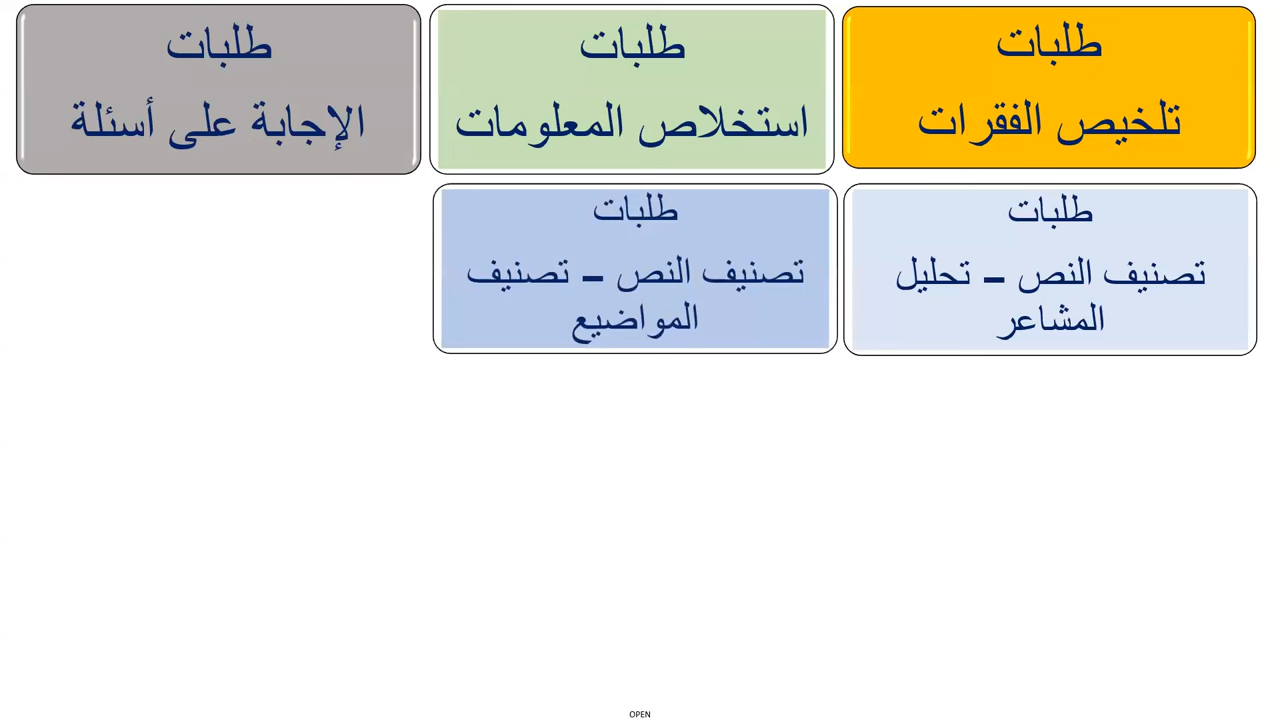 طلبات
تلخيص الفقرات
طلبات
استخلاص المعلومات
طلبات
الإجابة على أسئلة
طلبات
تصنيف النص – تحليل
المشاعر
طلبات
تصنيف النص – تصنيف
المواضيع
OPEN